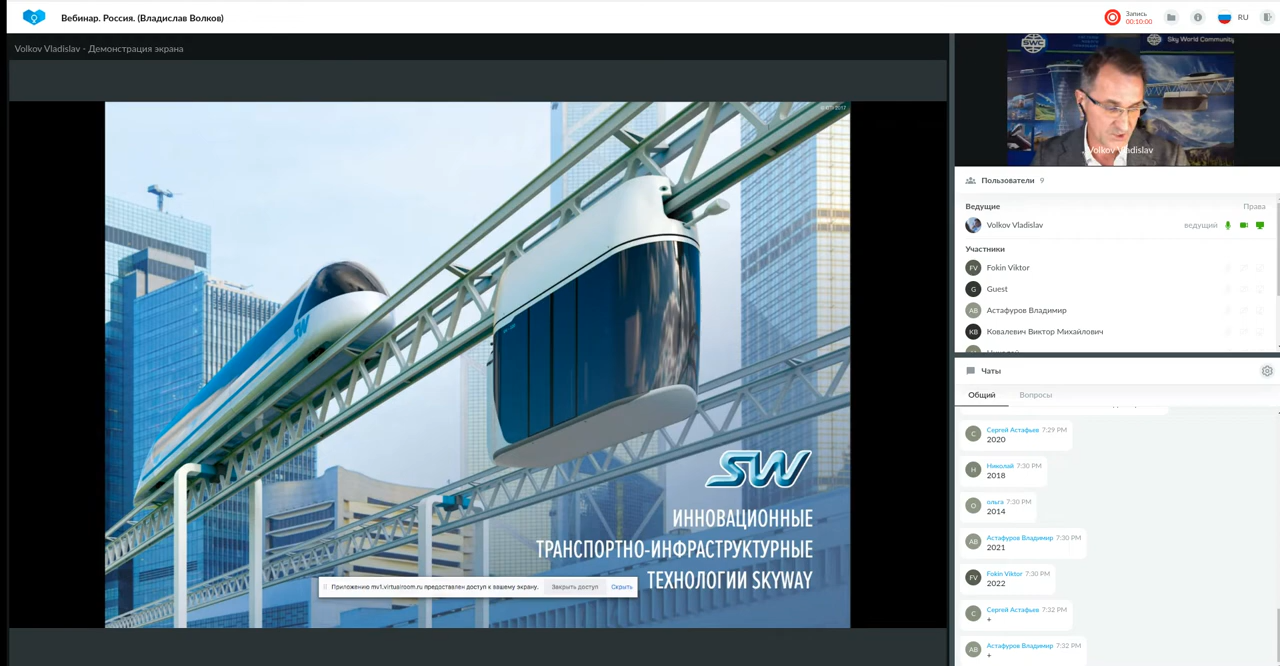 Вебинар. Россия. (Владислав Волков)
Запись
00:10:00
RU
Volkov Vladislav - Демонстрация экрана
SW
SW
ИННОВАЦИОННЫЕ
ТРАНСПОРТНО-ИНФРАСТРУКТУРНЫЕ
ТЕХНОЛОГИИ SKYWAY
Приложению mv1.virtualroom.ru предоставлен доступ к вашему экрану.
Закрыть доступ
Скрыть
SWC
Sky World Community
Volkov Vladislav
Пользователи 9
Ведущие
Права
Volkov Vladislav
ведущий
Участники
FV
Fokin Viktor
G
Guest
АВ
Астафуров Владимир
КВ
Ковалевич Виктор Михайлович
Чаты
Общий
Вопросы
С
Сергей Астафьев 7:29 PM
2020
Н
Николай 7:30 PM
2018
О
ольга 7:30 PM
2014
АВ
Астафуров Владимир 7:30 PM
2021
FV
Fokin Viktor 7:30 PM
2022
С
Сергей Астафьев 7:32 PM
+
АВ
Астафуров Владимир 7:32 PM
+